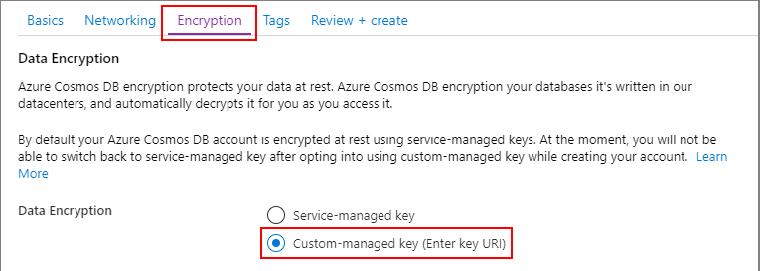 Basics Networking Encryption Tags Review + create
Data Encryption
Azure Cosmos DB encryption protects your data at rest. Azure Cosmos DB encryption your databases it's written in our
datacenters, and automatically decrypts it for you as you access it.
By default your Azure Cosmos DB account is encrypted at rest using service-managed keys. At the moment, you will not be
able to switch back to service-managed key after opting into using custom-managed key while creating your account. Learn
More
Data Encryption
Service-managed key
Custom-managed key (Enter key URI)